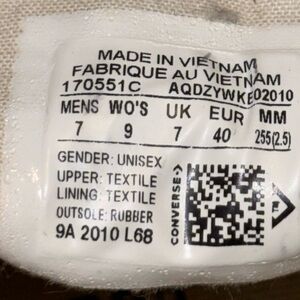 MADE IN VIETNAM
FABRIQUE AU VIETNAM
170551C AQDZYWKE02010
MENS WO'S UK EUR MM
7 9 7 40 255(2.5)
GENDER: UNISEX
UPPER: TEXTILE
LINING: TEXTILE
OUTSOLE: RUBBER
9A 2010 L68
CONVERSE